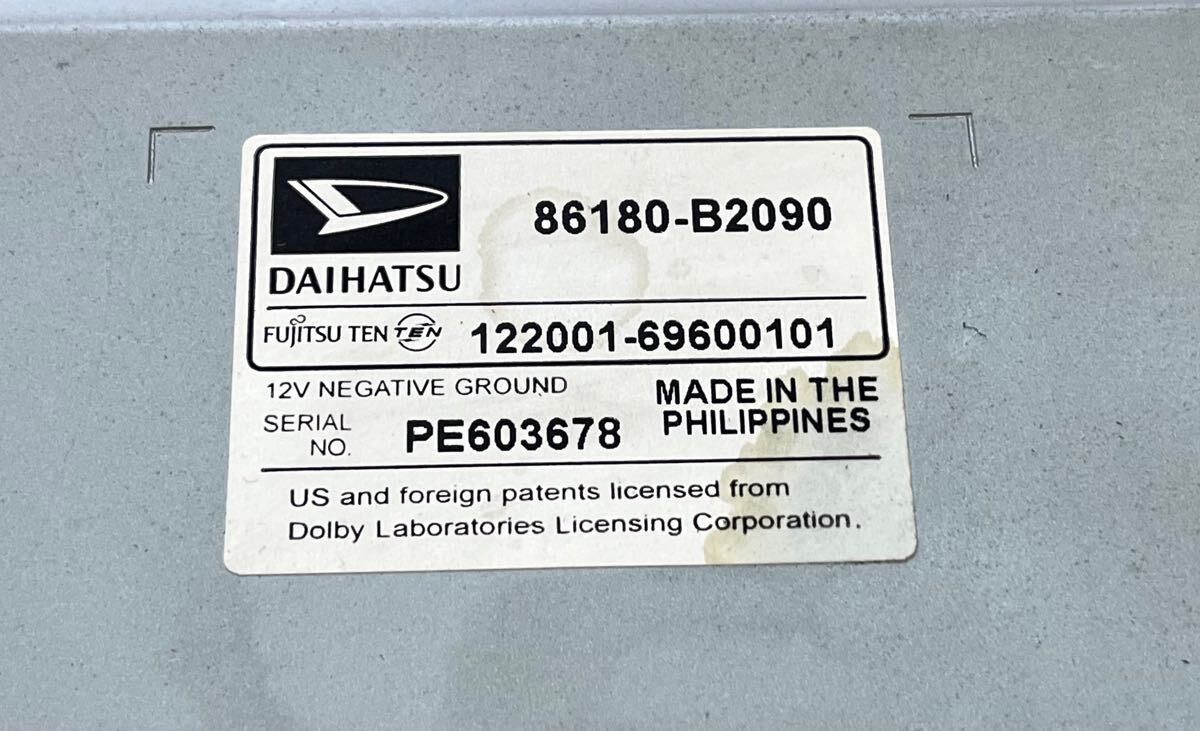 86180-B2090
DAIHATSU
FUJITSU TEN TEN 122001-69600101
12V NEGATIVE GROUND
MADE IN THE
PHILIPPINES
SERIAL
NO. PE603678
US and foreign patents licensed from
Dolby Laboratories Licensing Corporation.